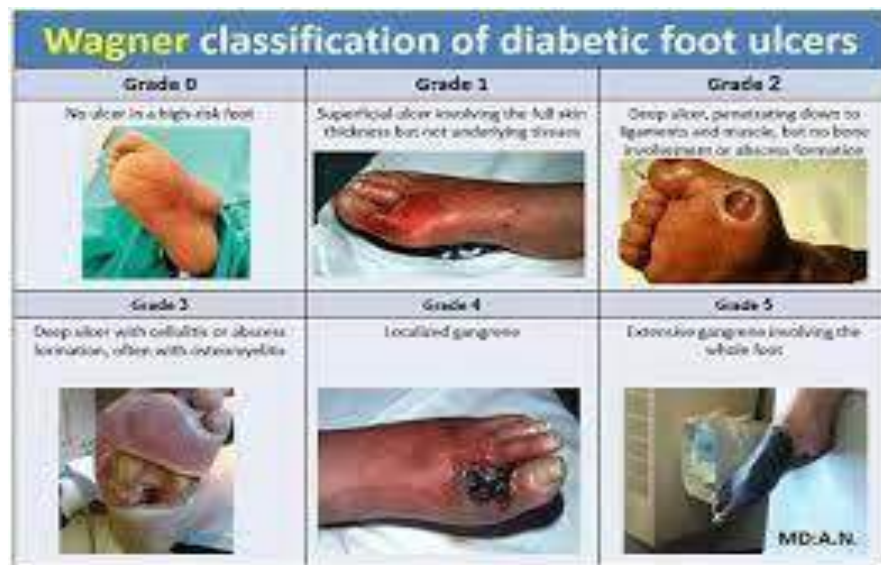 Wagner classification of diabetic foot ulcers
Grade 0
Grade 1
Grade 2
No ulcer in a high-risk foot
Superficial ulcer involving the full skin
thickness but not underlying tissues
Deep ulcer, penetrating down to
ligaments and muscle, but no bone
involvement or abscess formation
Grade 3
Grade 4
Grade 5
Deep ulcer with cellulitis or abscess
formation, often with osteomyelitis
Localized gangrene
Extensive gangrene involving the
whole foot
MD:A.N.